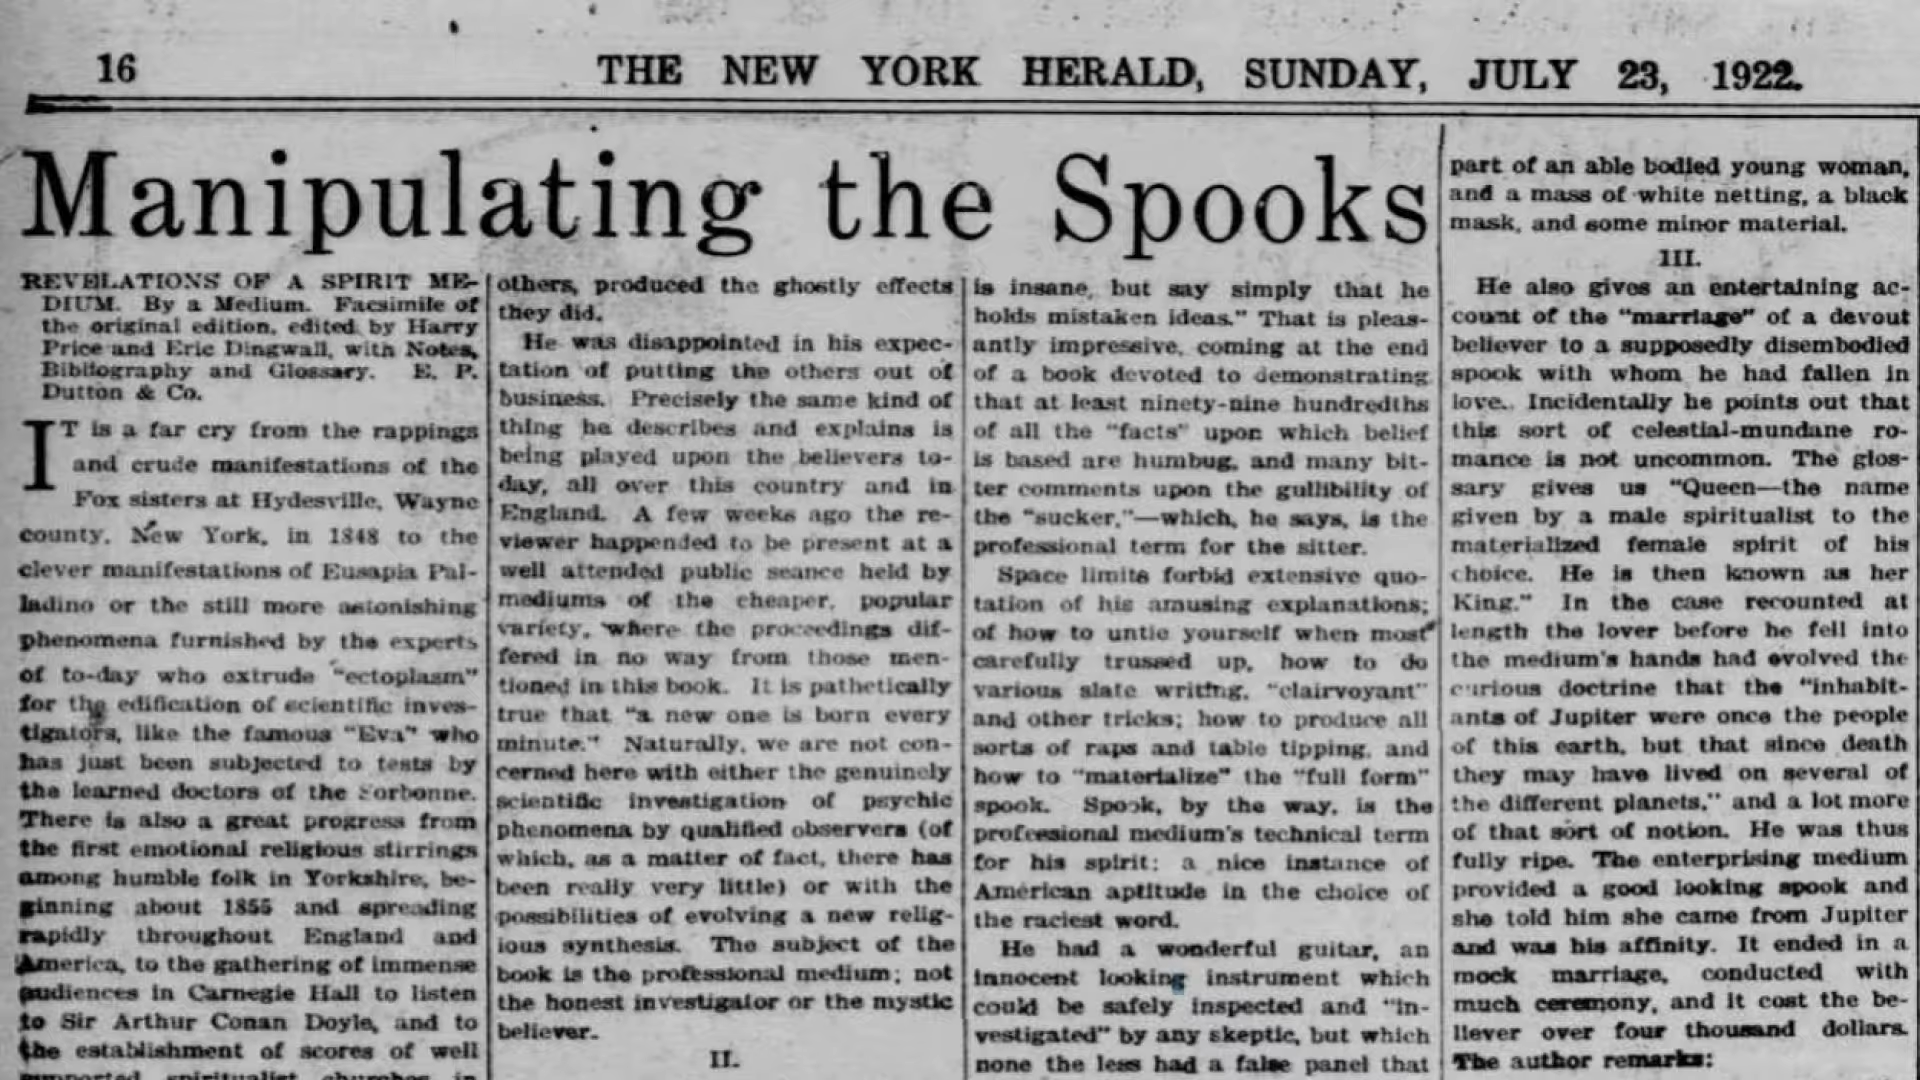 16
THE NEW YORK HERALD, SUNDAY, JULY 23, 1922.
Manipulating the Spooks
REVELATIONS OF A SPIRIT ME-
DIUM. By a Medium. Facsimile of
the original edition, edited by Harry
Price and Eric Dingwall, with Notes,
Bibliography and Glossary. E. P.
Dutton & Co.
IT is a far cry from the rappings
and crude manifestations of the
Fox sisters at Hydesville, Wayne
county, New York, in 1848 to the
clever manifestations of Eusapia Pal-
ladino or the still more astonishing
phenomena furnished by the experts
of to-day who extrude "ectoplasm"
for the edification of scientific inves-
tigators, like the famous "Eva" who
has just been subjected to tests by
the learned doctors of the Sorbonne.
There is also a great progress from
the first emotional religious stirrings
among humble folk in Yorkshire, be-
ginning about 1855 and spreading
rapidly throughout England and
America, to the gathering of immense
audiences in Carnegie Hall to listen
to Sir Arthur Conan Doyle, and to
the establishment of scores of well
supported spiritualist churches in
others, produced the ghostly effects
they did.
He was disappointed in his expec-
tation of putting the others out of
business. Precisely the same kind of
thing he describes and explains is
being played upon the believers to-
day, all over this country and in
England. A few weeks ago the re-
viewer happended to be present at a
well attended public seance held by
mediums of the cheaper, popular
variety, where the proceedings dif-
fered in no way from those men-
tioned in this book. It is pathetically
true that "a new one is born every
minute." Naturally, we are not con-
cerned here with either the genuinely
scientific investigation of psychic
phenomena by qualified observers (of
which, as a matter of fact, there has
been really very little) or with the
possibilities of evolving a new relig-
ious synthesis. The subject of the
book is the professional medium; not
the honest investigator or the mystic
believer.
II.
is insane, but say simply that he
holds mistaken ideas." That is pleas-
antly impressive, coming at the end
of a book devoted to demonstrating
that at least ninety-nine hundredths
of all the "facts" upon which belief
is based are humbug, and many bit-
ter comments upon the gullibility of
the "sucker,"—which, he says, is the
professional term for the sitter.
Space limits forbid extensive quo-
tation of his amusing explanations;
of how to untie yourself when most
carefully trussed up, how to do
various slate writing, "clairvoyant"
and other tricks; how to produce all
sorts of raps and table tipping, and
how to "materialize" the "full form"
spook. Spook, by the way, is the
professional medium's technical term
for his spirit: a nice instance of
American aptitude in the choice of
the raciest word.
He had a wonderful guitar, an
innocent looking instrument which
could be safely inspected and "in-
vestigated" by any skeptic, but which
none the less had a false panel that
part of an able bodied young woman,
and a mass of white netting, a black
mask, and some minor material.
III.
He also gives an entertaining ac-
count of the "marriage" of a devout
believer to a supposedly disembodied
spook with whom he had fallen in
love. Incidentally he points out that
this sort of celestial-mundane ro-
mance is not uncommon. The glos-
sary gives us "Queen—the name
given by a male spiritualist to the
materialized female spirit of his
choice. He is then known as her
King." In the case recounted at
length the lover before he fell into
the medium's hands had evolved the
curious doctrine that the "inhabit-
ants of Jupiter were once the people
of this earth, but that since death
they may have lived on several of
the different planets," and a lot more
of that sort of notion. He was thus
fully ripe. The enterprising medium
provided a good looking spook and
she told him she came from Jupiter
and was his affinity. It ended in a
mock marriage, conducted with
much ceremony, and it cost the be-
liever over four thousand dollars.
The author remarks: